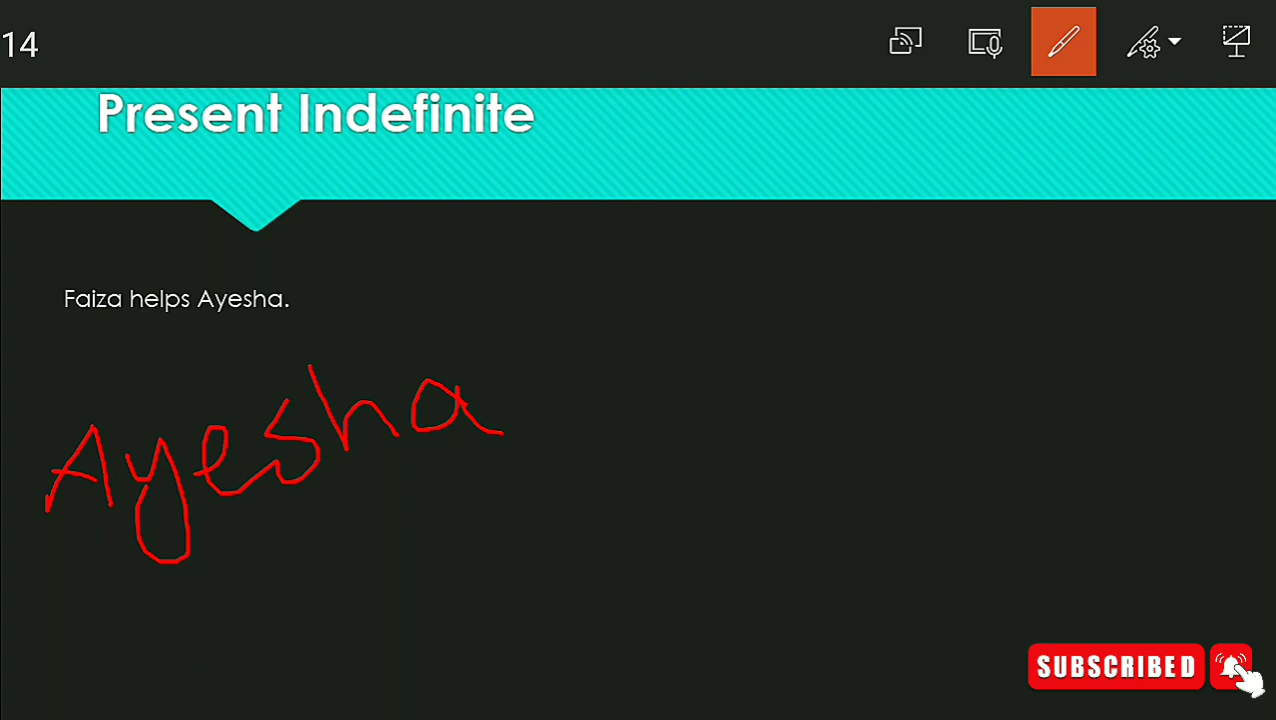 14
Present Indefinite
Faiza helps Ayesha.
Ayesha
SUBSCRIBED